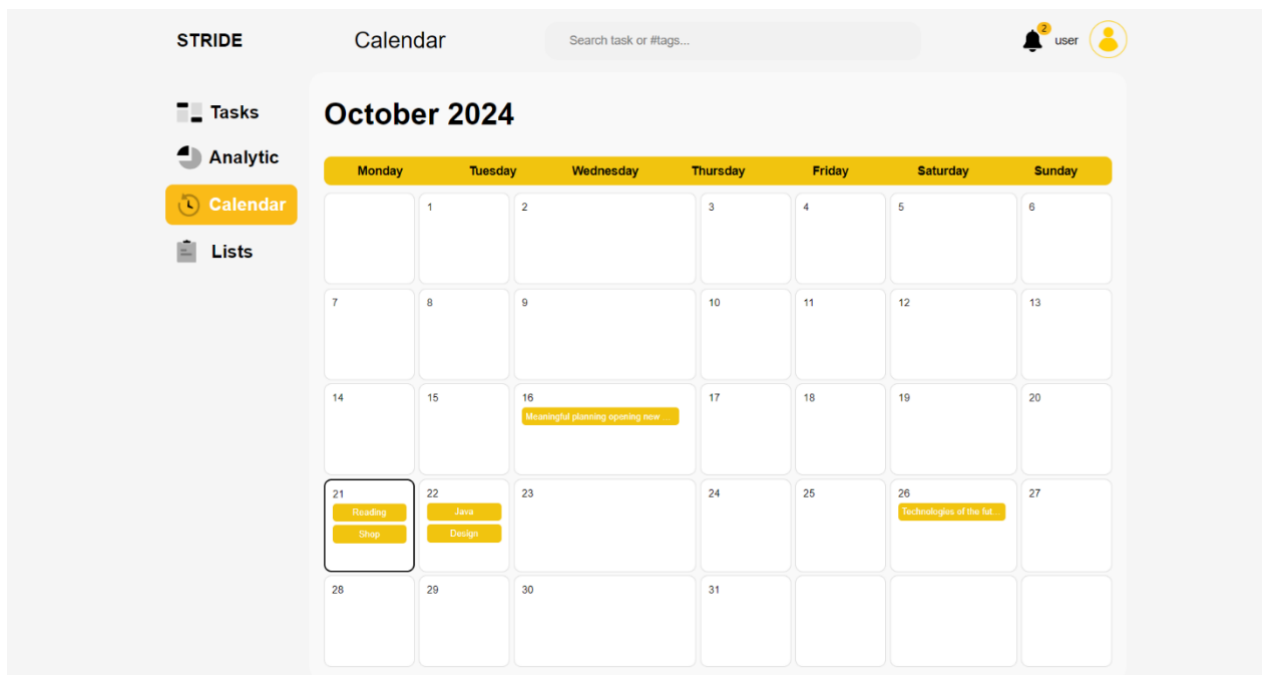 STRIDE Calendar Search task or #tags... 2 user
Tasks
Analytic
Calendar
Lists
October 2024
Monday Tuesday Wednesday Thursday Friday Saturday Sunday
1 2 3 4 5 6
7 8 9 10 11 12 13
14 15 16 17 18 19 20
Meaningful planning opening new ...
21 22 23 24 25 26 27
Reading Java Technologies of the fut...
Shop Design
28 29 30 31